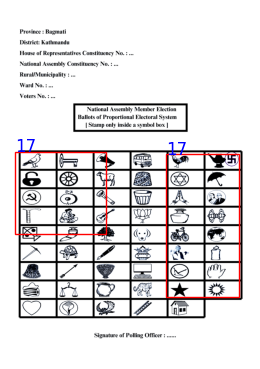 Province : Bagmati
District: Kathmandu
House of Representatives Constituency No. : ...
National Assembly Constituency No. : ...
Rural/Municipality : ...
Ward No. : ...
Voters No. : ...
National Assembly Member Election
Ballots of Proportional Electoral System
[ Stamp only inside a symbol box ]
17
17
Signature of Polling Officer : ......